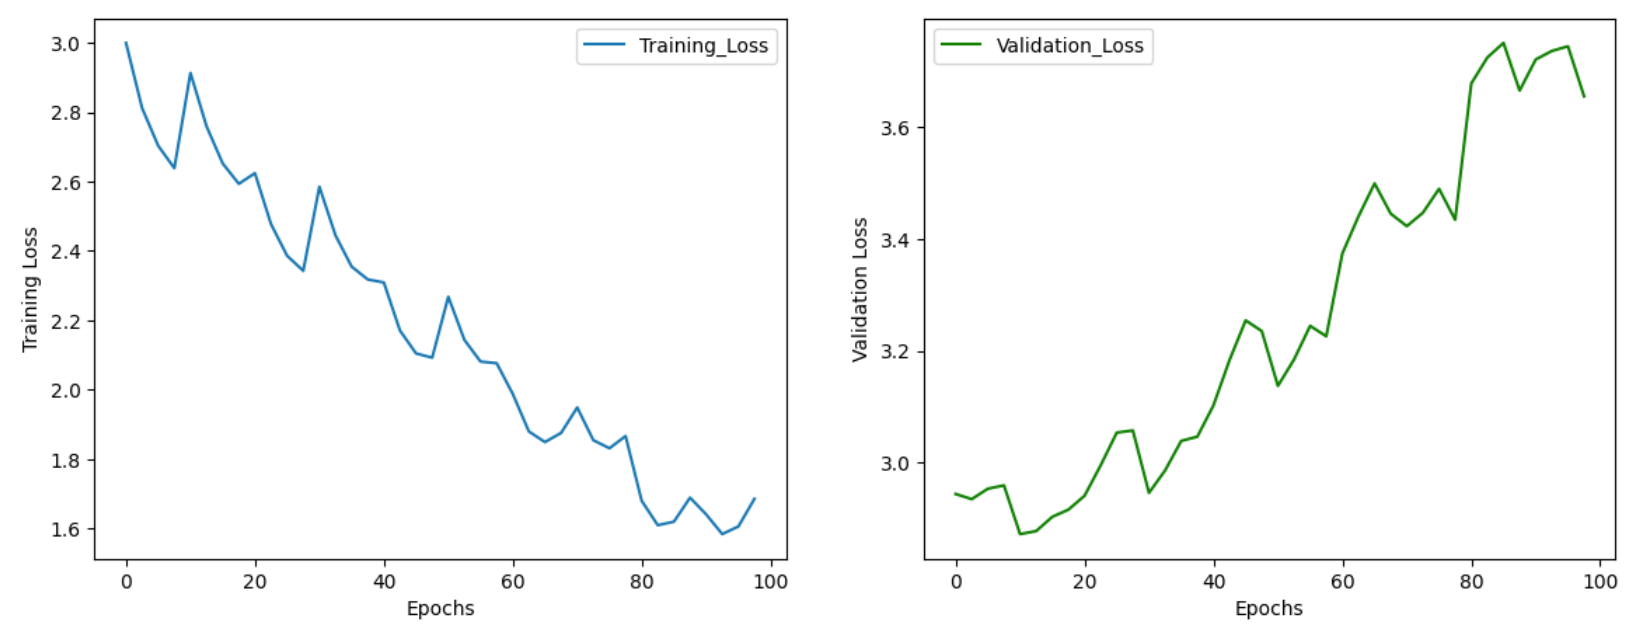 Training_Loss
3.0
2.8
2.6
2.4
2.2
2.0
1.8
1.6
Training Loss
0 20 40 60 80 100
Epochs
Validation_Loss
3.6
3.4
3.2
3.0
Validation Loss
0 20 40 60 80 100
Epochs